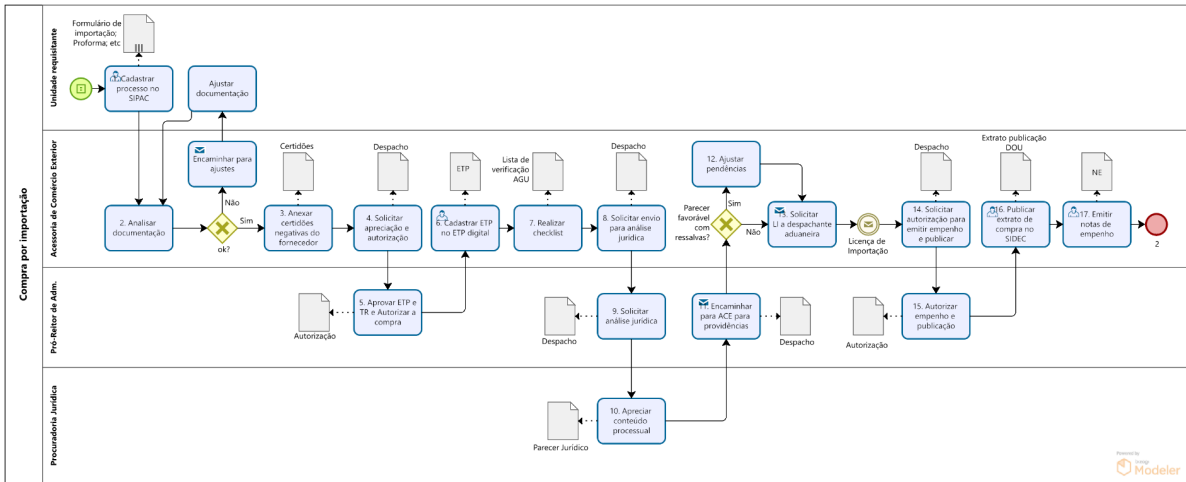 Compra por importação
Unidade requisitante
Formulário de
importação;
Proforma; etc
Cadastrar
processo no
SIPAC
Ajustar
documentação
Acessoria de Comércio Exterior
Encaminhar para
ajustes
Não
2. Analisar
documentação
ok?
Sim
Certidões
3. Anexar
certidões
negativas do
fornecedor
Despacho
4. Solicitar
apreciação e
autorização
ETP
6. Cadastrar ETP
no ETP digital
Lista de
verificação
AGU
7. Realizar
checklist
Despacho
8. Solicitar envio
para análise
jurídica
12. Ajustar
pendências
Parecer
favorável
com
ressalvas?
Sim
Não
13. Solicitar
LI a despachante
aduaneira
Licença de
Importação
Despacho
14. Solicitar
autorização para
emitir empenho
e publicar
Extrato publicação
DOU
16. Publicar
extrato de
compra no
SIDEC
NE
17. Emitir
notas de
empenho
2
Pró-Reitor de Adm.
Autorização
5. Aprovar ETP e
TR e Autorizar a
compra
Despacho
9. Solicitar
análise jurídica
11. Encaminhar
para ACE para
providências
Despacho
Autorização
15. Autorizar
empenho e
publicação
Procuradoria Jurídica
Parecer Jurídico
10. Apreciar
conteúdo
processual
Powered by
bizagi
Modeler